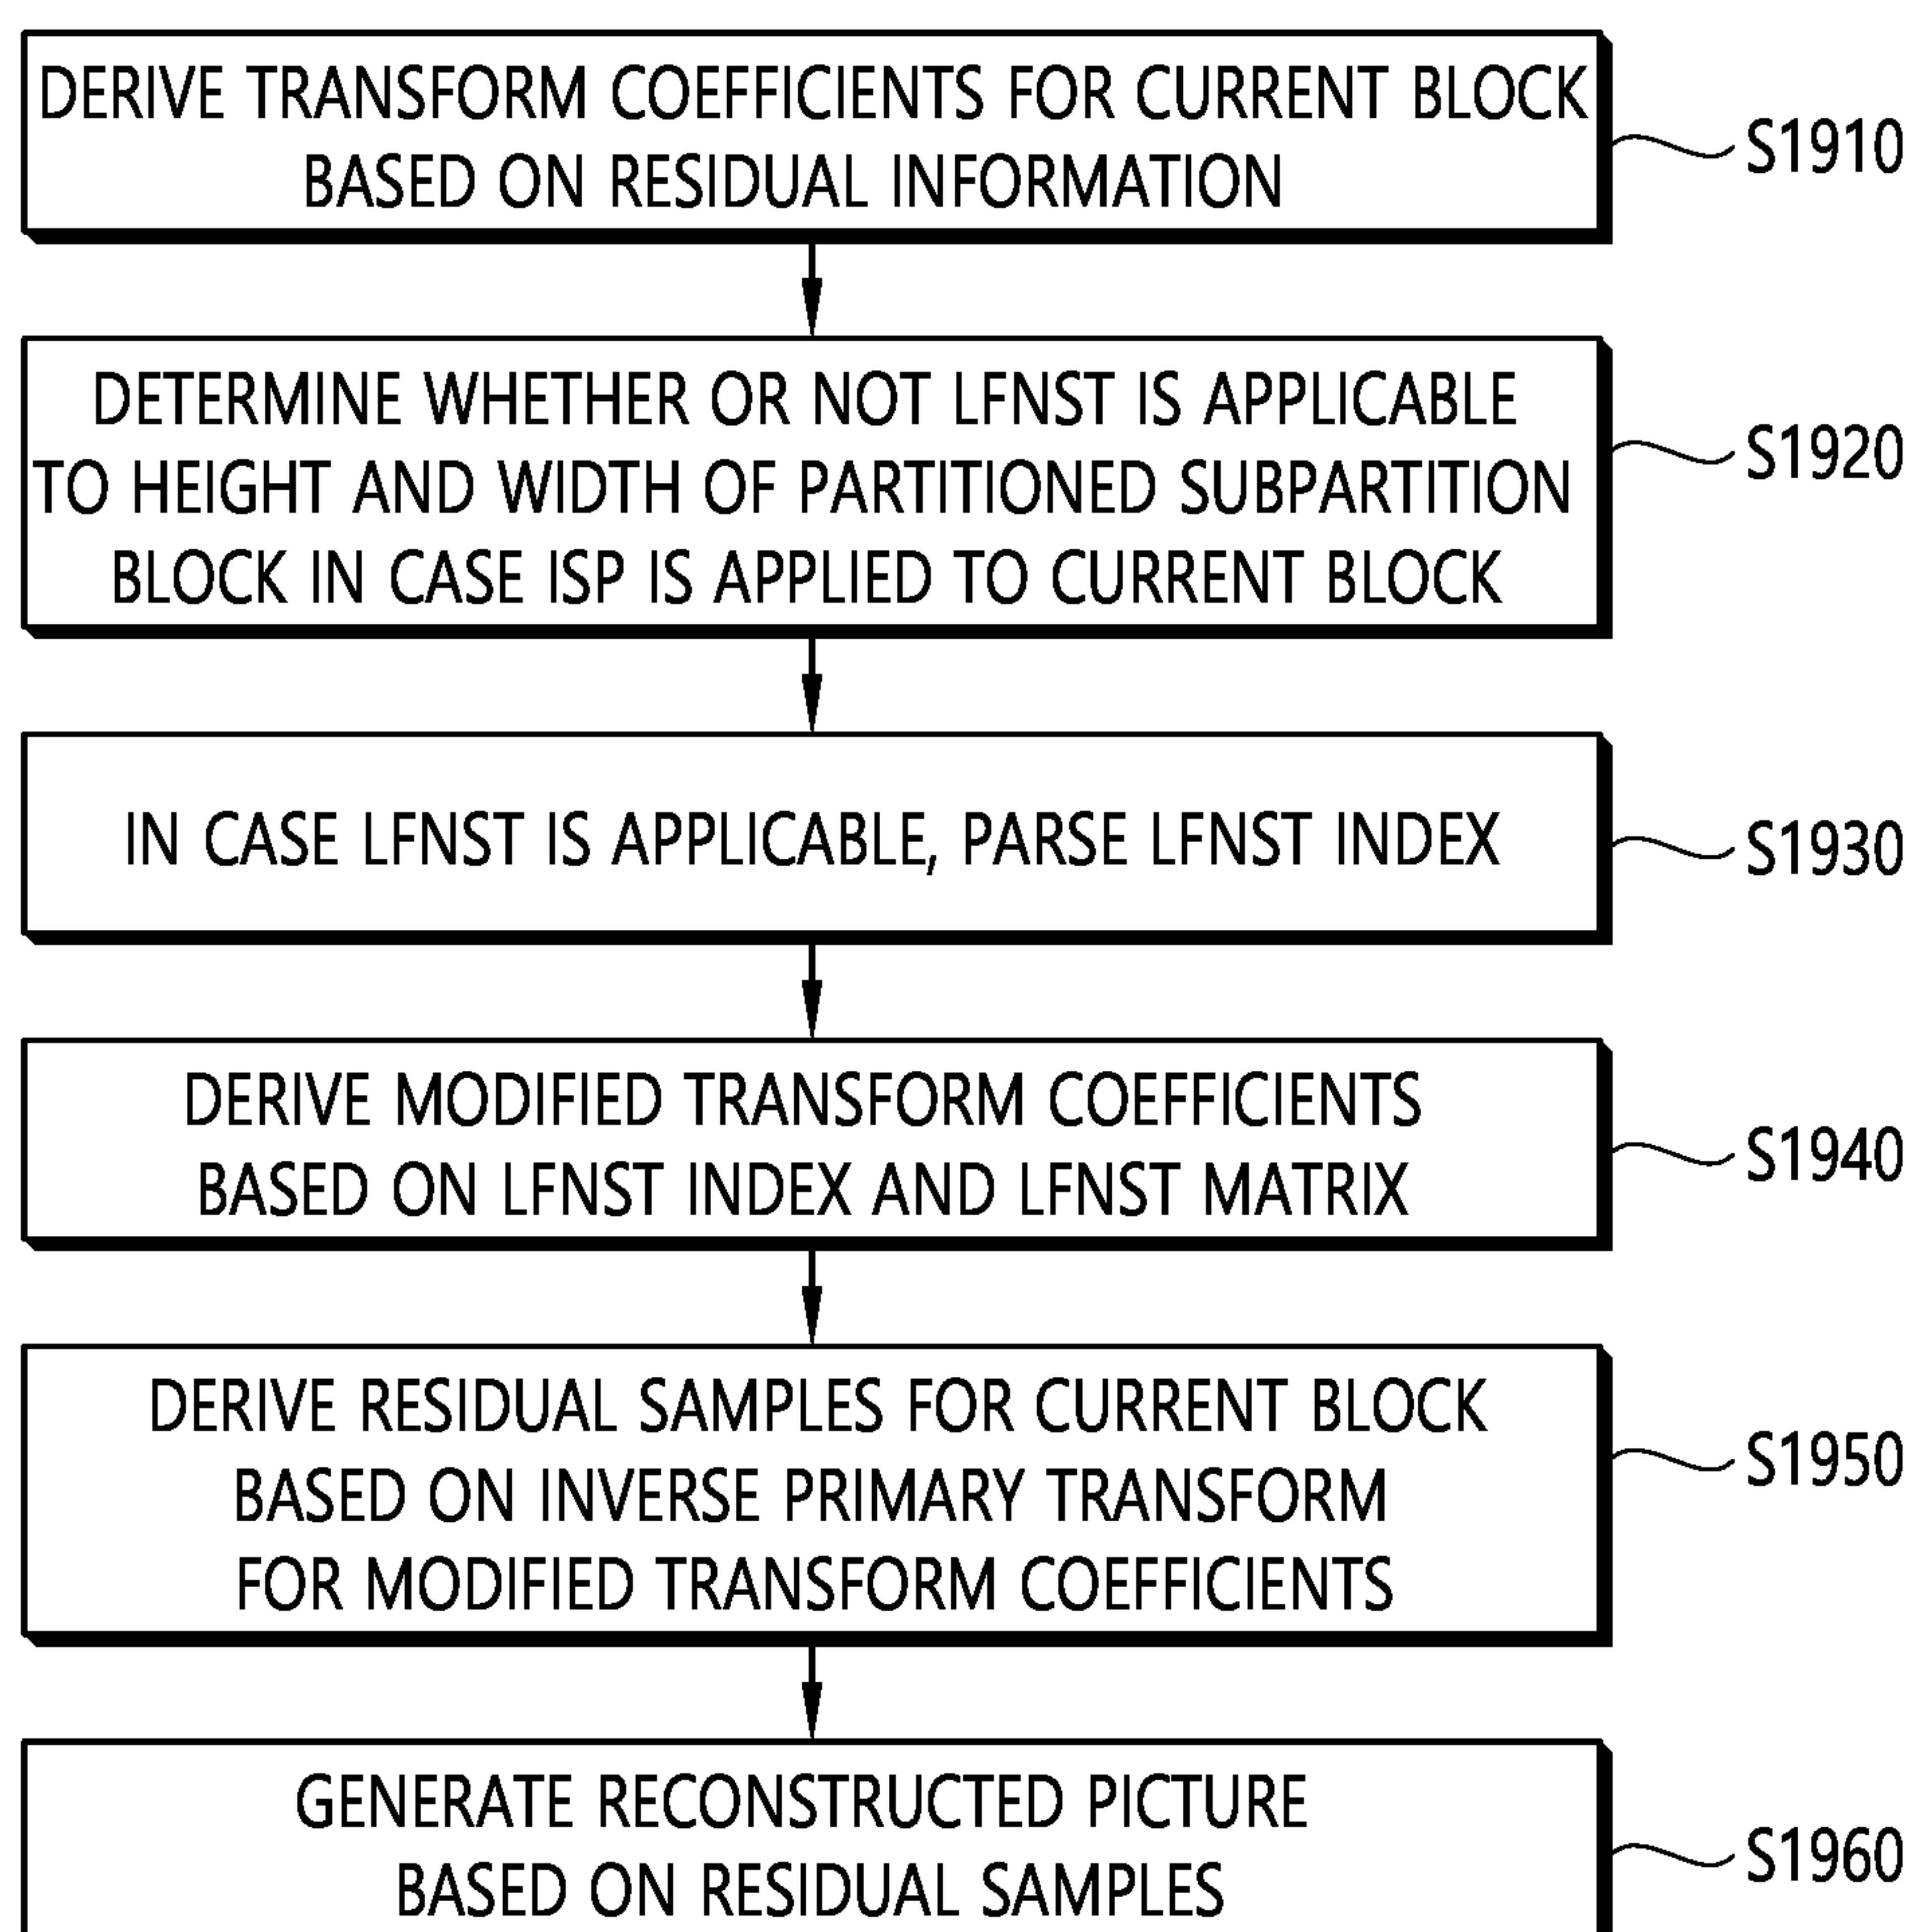 DERIVE TRANSFORM COEFFICIENTS FOR CURRENT BLOCK
BASED ON RESIDUAL INFORMATION
S1910
DETERMINE WHETHER OR NOT LFNST IS APPLICABLE
TO HEIGHT AND WIDTH OF PARTITIONED SUBPARTITION
BLOCK IN CASE ISP IS APPLIED TO CURRENT BLOCK
S1920
IN CASE LFNST IS APPLICABLE, PARSE LFNST INDEX
S1930
DERIVE MODIFIED TRANSFORM COEFFICIENTS
BASED ON LFNST INDEX AND LFNST MATRIX
S1940
DERIVE RESIDUAL SAMPLES FOR CURRENT BLOCK
BASED ON INVERSE PRIMARY TRANSFORM
FOR MODIFIED TRANSFORM COEFFICIENTS
S1950
GENERATE RECONSTRUCTED PICTURE
BASED ON RESIDUAL SAMPLES
S1960